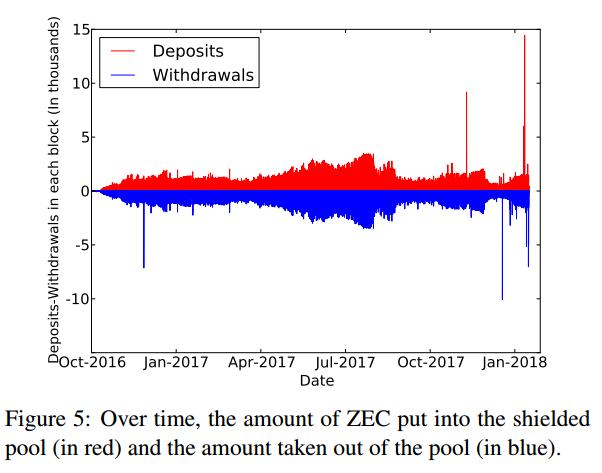 15
10
5
0
-5
-10
Deposits-Withdrawals in each block (In thousands)
Deposits
Withdrawals
Oct-2016 Jan-2017 Apr-2017 Jul-2017 Oct-2017 Jan-2018
Date
Figure 5: Over time, the amount of ZEC put into the shielded
pool (in red) and the amount taken out of the pool (in blue).